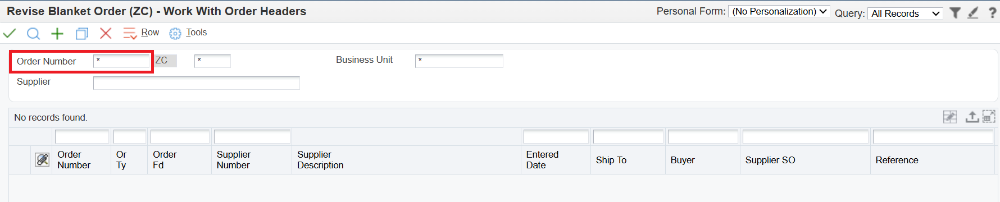 Revise Blanket Order (ZC) - Work With Order Headers
Personal Form: (No Personalization) Query: All Records ?
Row Tools
Order Number * ZC * Business Unit *
Supplier
No records found.
Order Number
Or Ty
Order Fd
Supplier Number
Supplier Description
Entered Date
Ship To
Buyer
Supplier SO
Reference